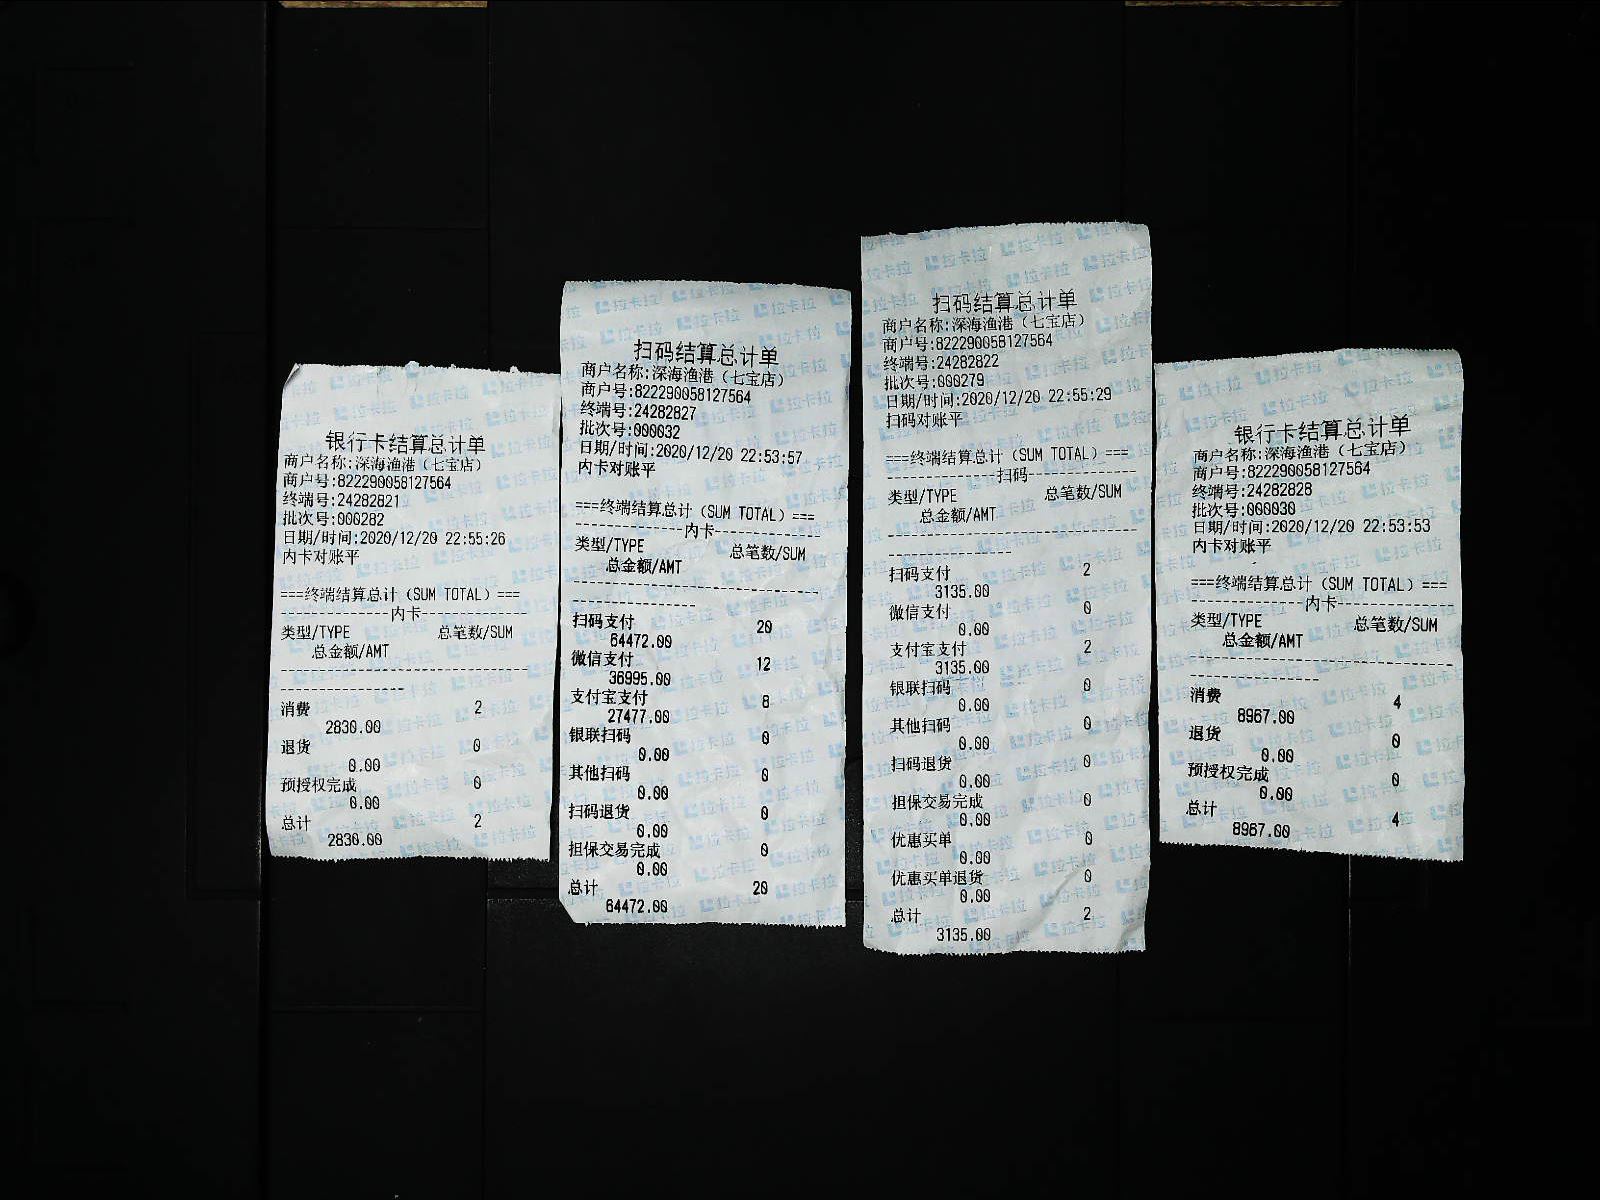 银行卡结算总计单
商户名称:深海渔港（七宝店）
商户号:822290058127564
终端号:24282821
批次号:000282
日期/时间:2020/12/20 22:55:26
内卡对账平
===终端结算总计（SUM TOTAL）===
--------------内卡--------------
类型/TYPE 总笔数/SUM
总金额/AMT
消费 2
2830.00
退货 0
0.00
预授权完成 0
0.00
总计 2
2830.00
扫码结算总计单
商户名称:深海渔港（七宝店）
商户号:822290058127564
终端号:24282827
批次号:000032
日期/时间:2020/12/20 22:53:57
内卡对账平
===终端结算总计（SUM TOTAL）===
--------------内卡--------------
类型/TYPE 总笔数/SUM
总金额/AMT
扫码支付 20
64472.00
微信支付 12
36995.00
支付宝支付 8
27477.00
银联扫码 0
0.00
其他扫码 0
0.00
扫码退货 0
0.00
担保交易完成 0
0.00
总计 20
64472.00
扫码结算总计单
商户名称:深海渔港（七宝店）
商户号:822290058127564
终端号:24282822
批次号:000279
日期/时间:2020/12/20 22:55:29
扫码对账平
===终端结算总计（SUM TOTAL）===
--------------扫码--------------
类型/TYPE 总笔数/SUM
总金额/AMT
扫码支付 2
3135.00
微信支付 0
0.00
支付宝支付 2
3135.00
银联扫码 0
0.00
其他扫码 0
0.00
扫码退货 0
0.00
担保交易完成 0
0.00
优惠买单 0
0.00
优惠买单退货 0
0.00
总计 2
3135.00
银行卡结算总计单
商户名称:深海渔港（七宝店）
商户号:822290058127564
终端号:24282828
批次号:000030
日期/时间:2020/12/20 22:53:53
内卡对账平
===终端结算总计（SUM TOTAL）===
--------------内卡--------------
类型/TYPE 总笔数/SUM
总金额/AMT
消费 4
8967.00
退货 0
0.00
预授权完成 0
0.00
总计 4
8967.00